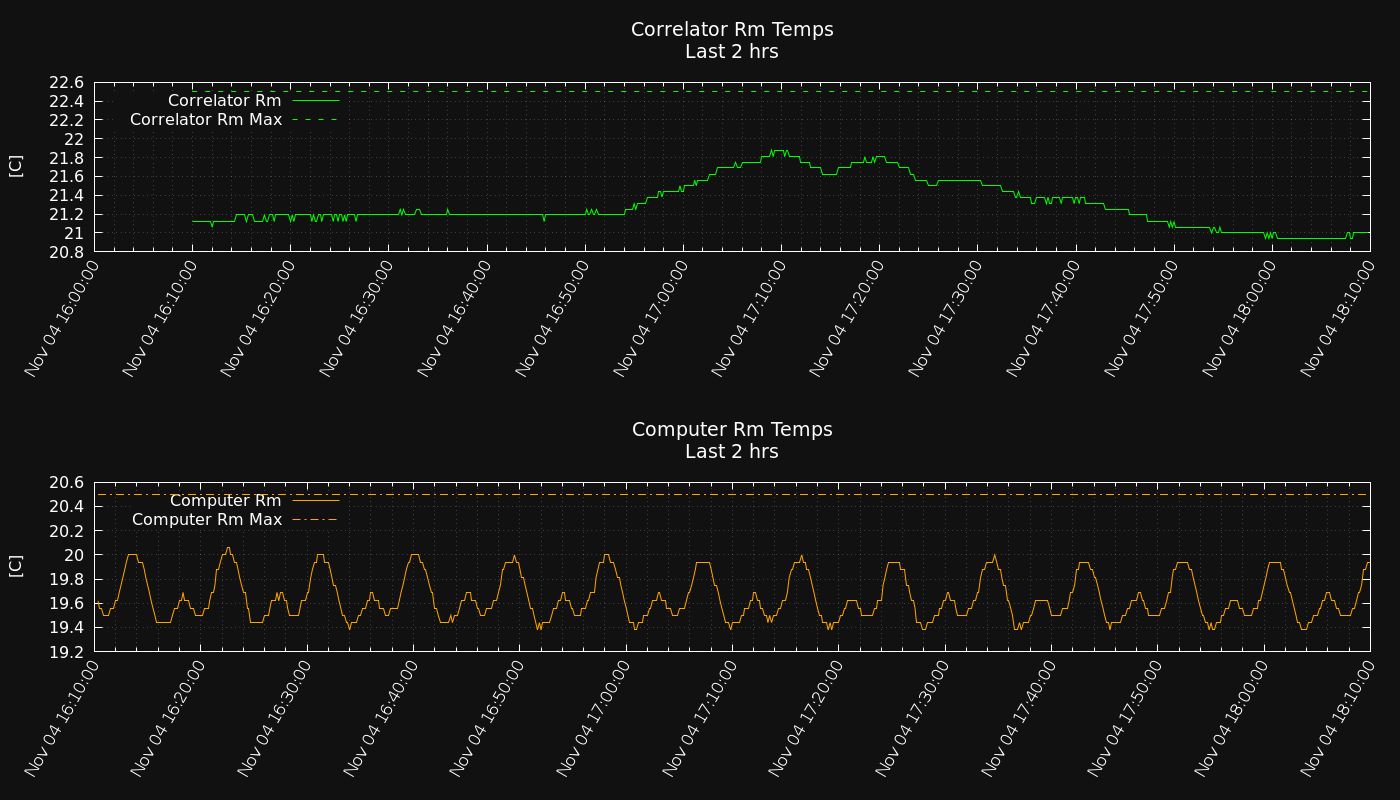 Correlator Rm Temps
Last 2 hrs
22.6
22.4
22.2
22
21.8
21.6
21.4
21.2
21
20.8
[C]
Correlator Rm
Correlator Rm Max
Nov 04 16:00:00
Nov 04 16:10:00
Nov 04 16:20:00
Nov 04 16:30:00
Nov 04 16:40:00
Nov 04 16:50:00
Nov 04 17:00:00
Nov 04 17:10:00
Nov 04 17:20:00
Nov 04 17:30:00
Nov 04 17:40:00
Nov 04 17:50:00
Nov 04 18:00:00
Nov 04 18:10:00
Computer Rm Temps
Last 2 hrs
20.6
20.4
20.2
20
19.8
19.6
19.4
19.2
[C]
Computer Rm
Computer Rm Max
Nov 04 16:10:00
Nov 04 16:20:00
Nov 04 16:30:00
Nov 04 16:40:00
Nov 04 16:50:00
Nov 04 17:00:00
Nov 04 17:10:00
Nov 04 17:20:00
Nov 04 17:30:00
Nov 04 17:40:00
Nov 04 17:50:00
Nov 04 18:00:00
Nov 04 18:10:00